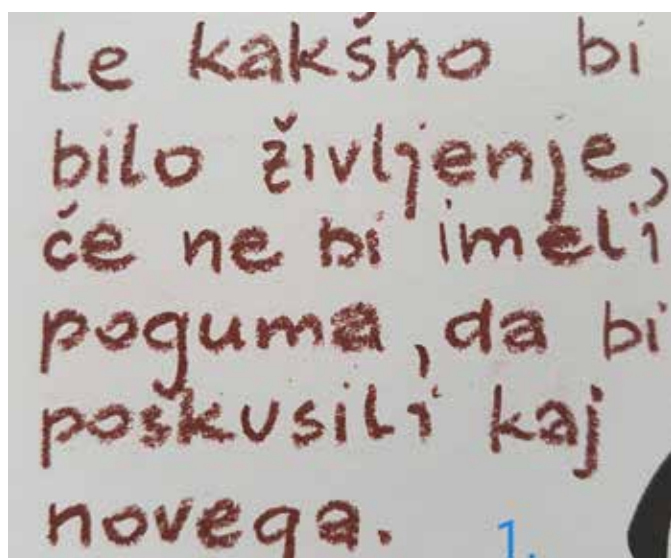 Le kakšno bi
bilo življenje,
če ne bi imeli
poguma, da bi
poskusili kaj
novega.
1.